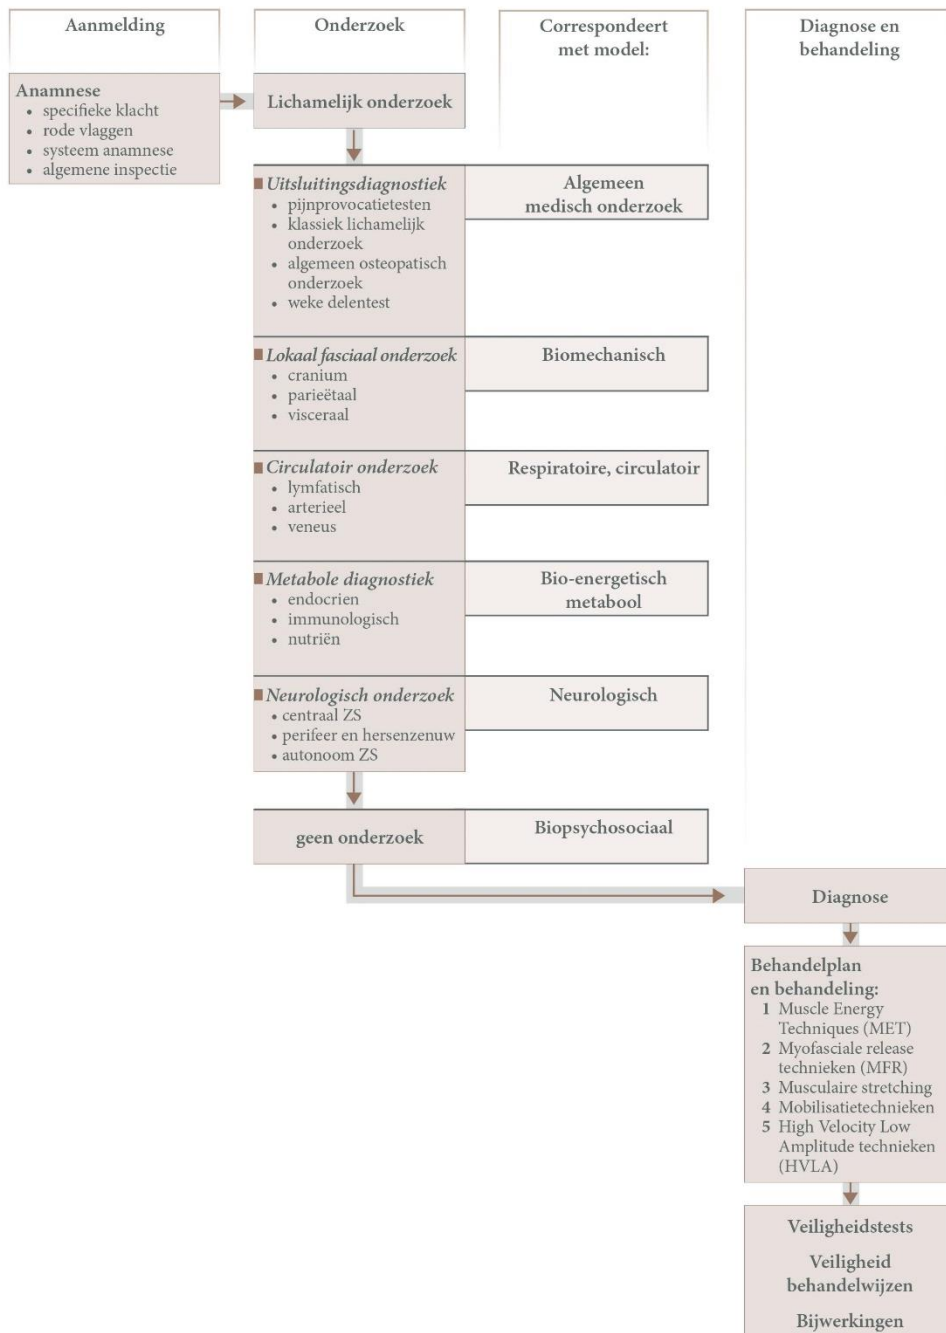 Aanmelding
Onderzoek
Correspondeert
met model:
Diagnose en
behandeling
Anamnese
• specifieke klacht
• rode vlaggen
• systeem anamnese
• algemene inspectie
Lichamelijk onderzoek
Uitsluitingsdiagnostiek
• pijnprovocatietesten
• klassiek lichamelijk
onderzoek
• algemeen osteopatisch
onderzoek
• weke delentest
Algemeen
medisch onderzoek
Lokaal fasciaal onderzoek
• cranium
• pariëtaal
• visceraal
Biomechanisch
Circulatoir onderzoek
• lymfatisch
• arterieel
• veneus
Respiratoire, circulatoir
Metabole diagnostiek
• endocrien
• immunologisch
• nutriën
Bio-energetisch
metabool
Neurologisch onderzoek
• centraal ZS
• perifeer en hersenzenuw
• autonoom ZS
Neurologisch
geen onderzoek
Biopsychosociaal
Diagnose
Behandelplan
en behandeling:
1 Muscle Energy
Techniques (MET)
2 Myofasciale release
technieken (MFR)
3 Musculaire stretching
4 Mobilisatietechnieken
5 High Velocity Low
Amplitude technieken
(HVLA)
Veiligheidstests
Veiligheid
behandelwijzen
Bijwerkingen